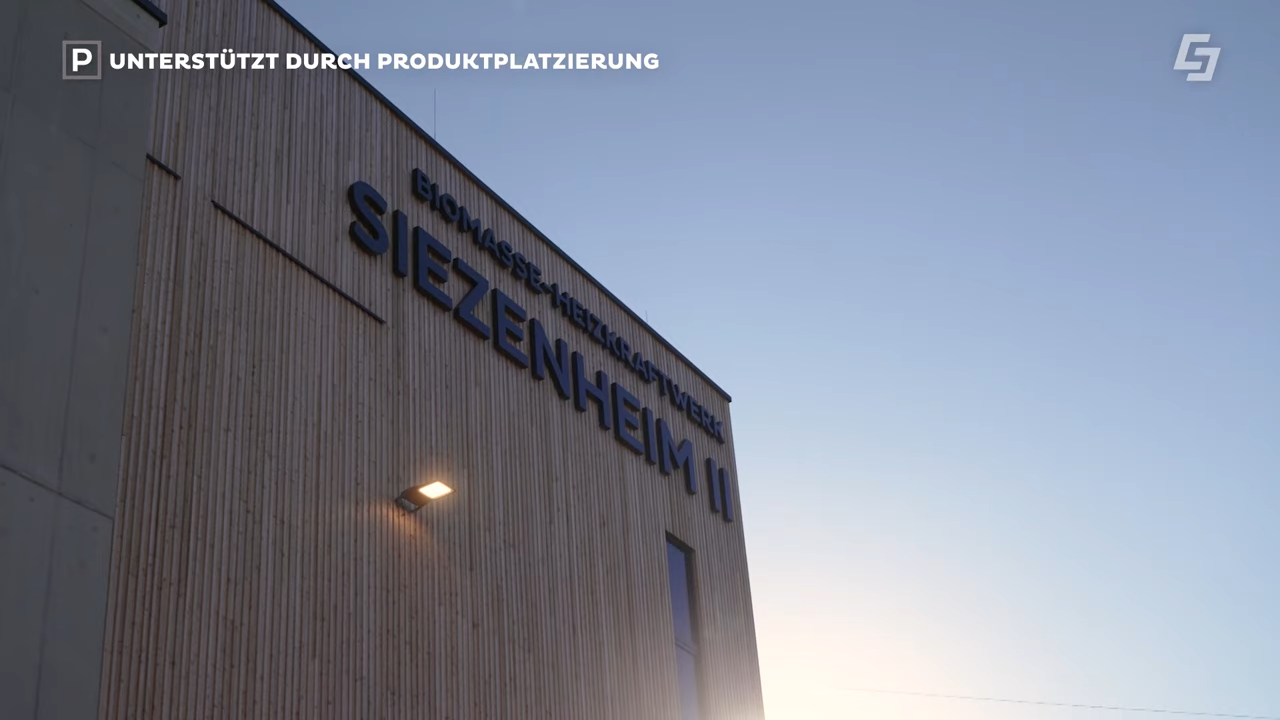 P UNTERSTÜTZT DURCH PRODUKTPLATZIERUNG
BIOMASSE-HEIZKRAFTWERK
SIEZENHEIM II